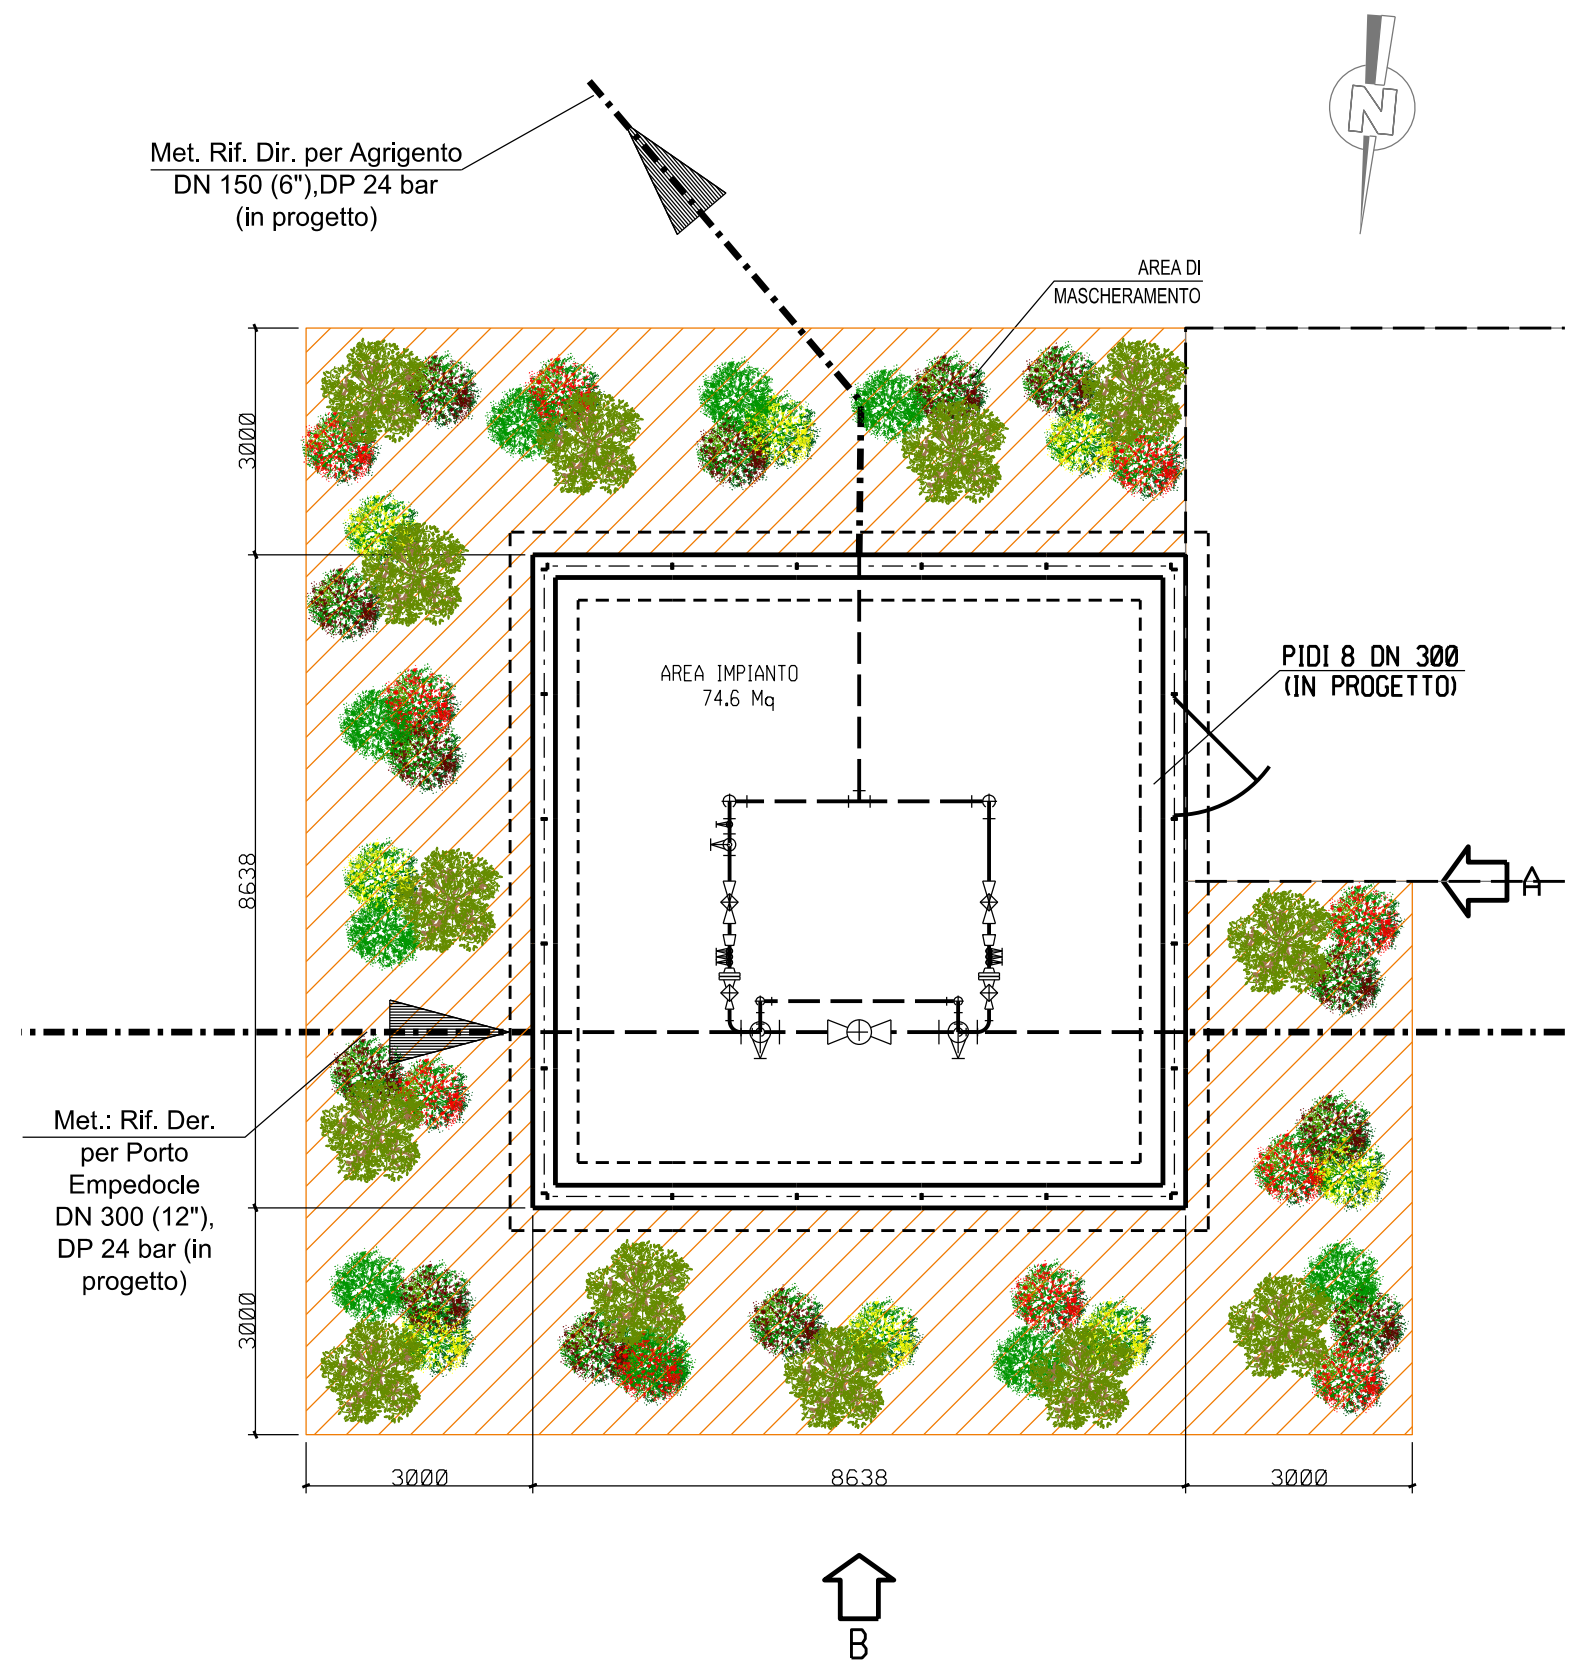 N
Met. Rif. Dir. per Agrigento
DN 150 (6"),DP 24 bar
(in progetto)
AREA DI
MASCHERAMENTO
3000
AREA IMPIANTO
74.6 Mq
PIDI 8 DN 300
(IN PROGETTO)
8638
A
Met.: Rif. Der.
per Porto
Empedocle
DN 300 (12"),
DP 24 bar (in
progetto)
3000
3000
8638
3000
B